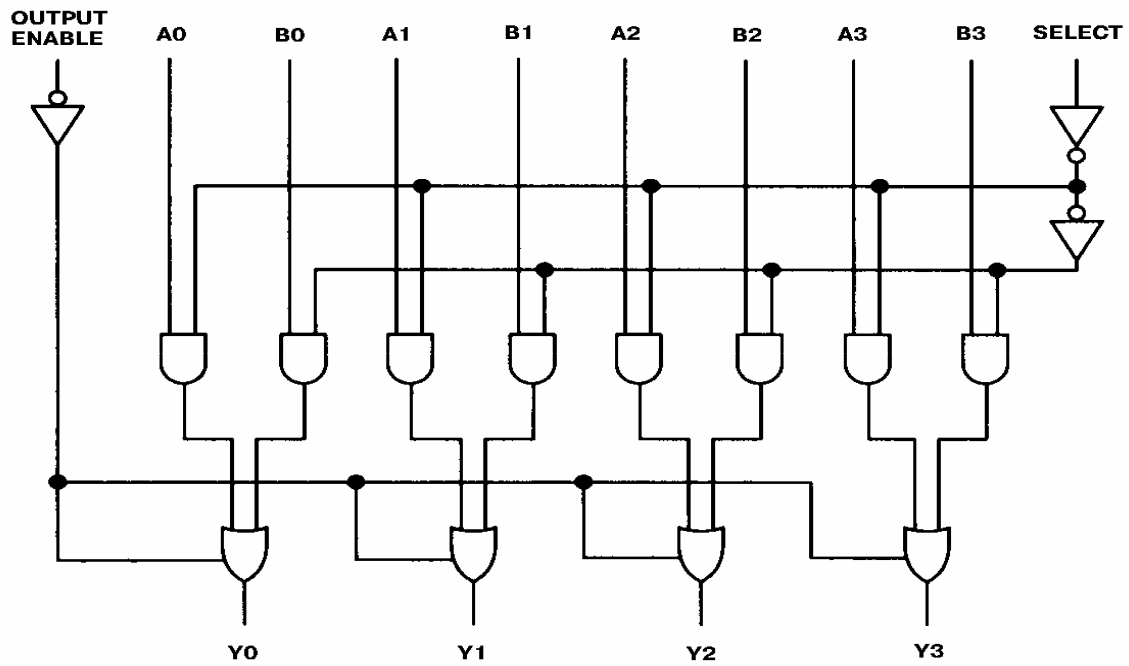 OUTPUT
ENABLE
A0
B0
A1
B1
A2
B2
A3
B3
SELECT
Y0
Y1
Y2
Y3